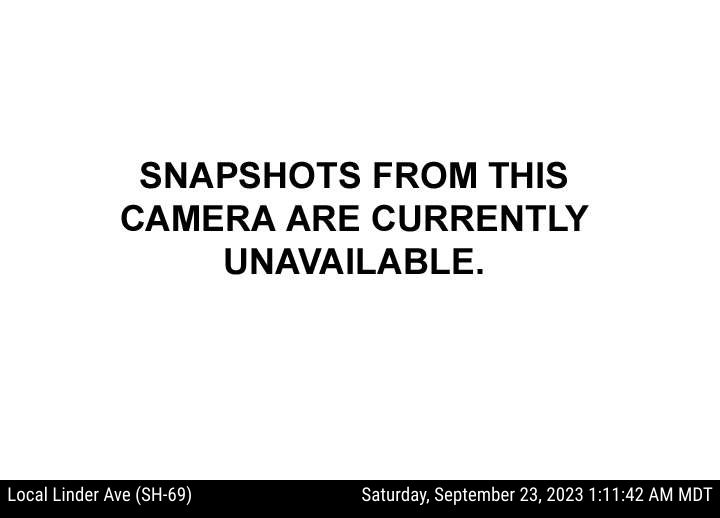 SNAPSHOTS FROM THIS
CAMERA ARE CURRENTLY
UNAVAILABLE.
Local Linder Ave (SH-69) Saturday, September 23, 2023 1:11:42 AM MDT